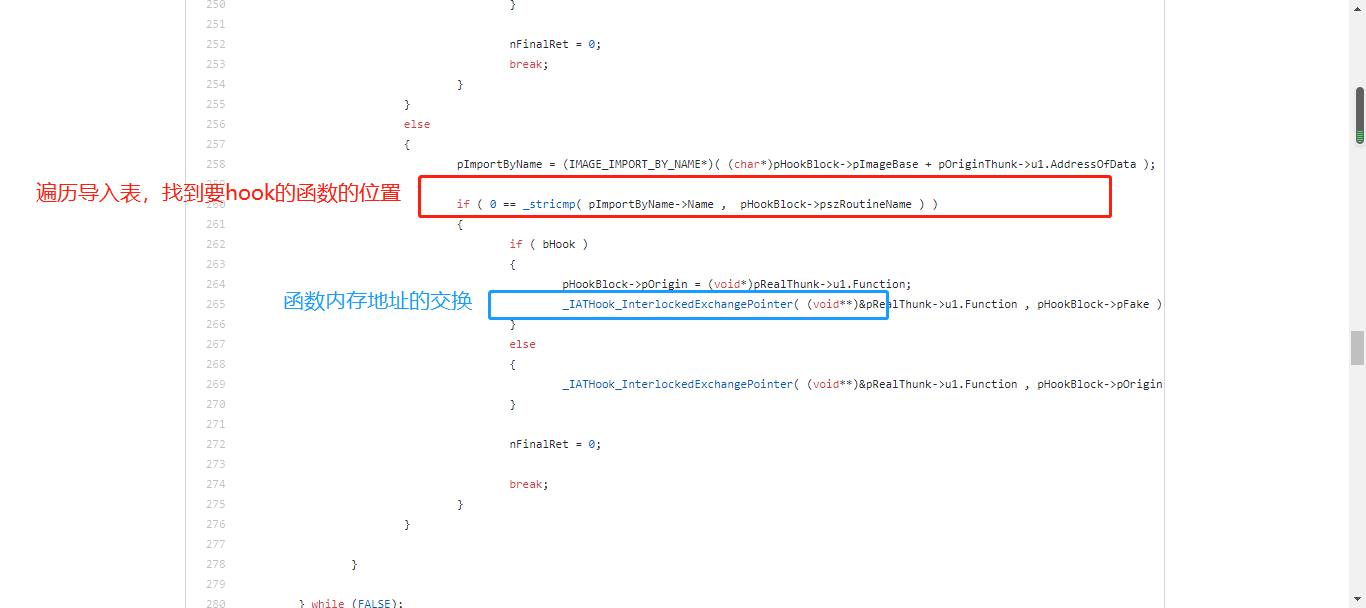 250 }
251
252 nFinalRet = 0;
253 break;
254 }
255 }
256 else
257 {
258 pImportByName = (IMAGE_IMPORT_BY_NAME*)( (char*)pHookBlock->pImageBase + pOriginThunk->u1.AddressOfData );
遍历导入表，找到要hook的函数的位置
260 if ( 0 == _stricmp( pImportByName->Name , pHookBlock->pszRoutineName ) )
261 {
262 if ( bHook )
263 {
264 pHookBlock->pOrigin = (void*)pRealThunk->u1.Function;
函数内存地址的交换
265 _IATHook_InterlockedExchangePointer( (void**)&pRealThunk->u1.Function , pHookBlock->pFake )
266 }
267 else
268 {
269 _IATHook_InterlockedExchangePointer( (void**)&pRealThunk->u1.Function , pHookBlock->pOrigin
270 }
271
272 nFinalRet = 0;
273
274 break;
275 }
276 }
277
278 }
279
280 } while (FALSE);